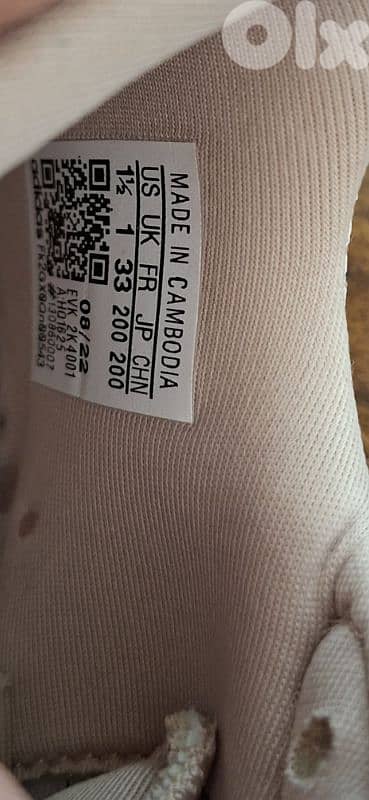 Olx
MADE IN CAMBODIA
US UK FR JP CHN
1½ 1 33 200 200
08/22
EVK 2K4001
AHQ1625
adidas